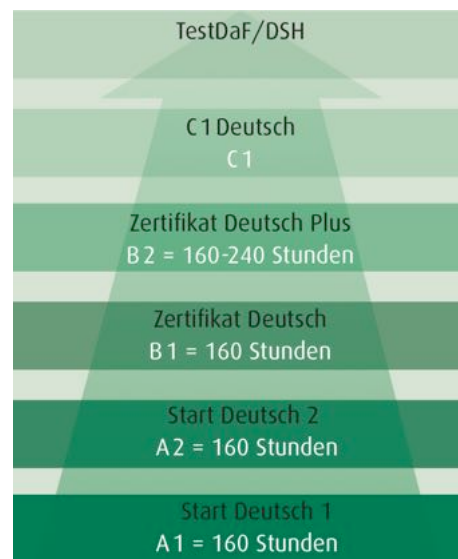 TestDaF/DSH
C1 Deutsch
C1
Zertifikat Deutsch Plus
B2 = 160-240 Stunden
Zertifikat Deutsch
B1 = 160 Stunden
Start Deutsch 2
A2 = 160 Stunden
Start Deutsch 1
A1 = 160 Stunden